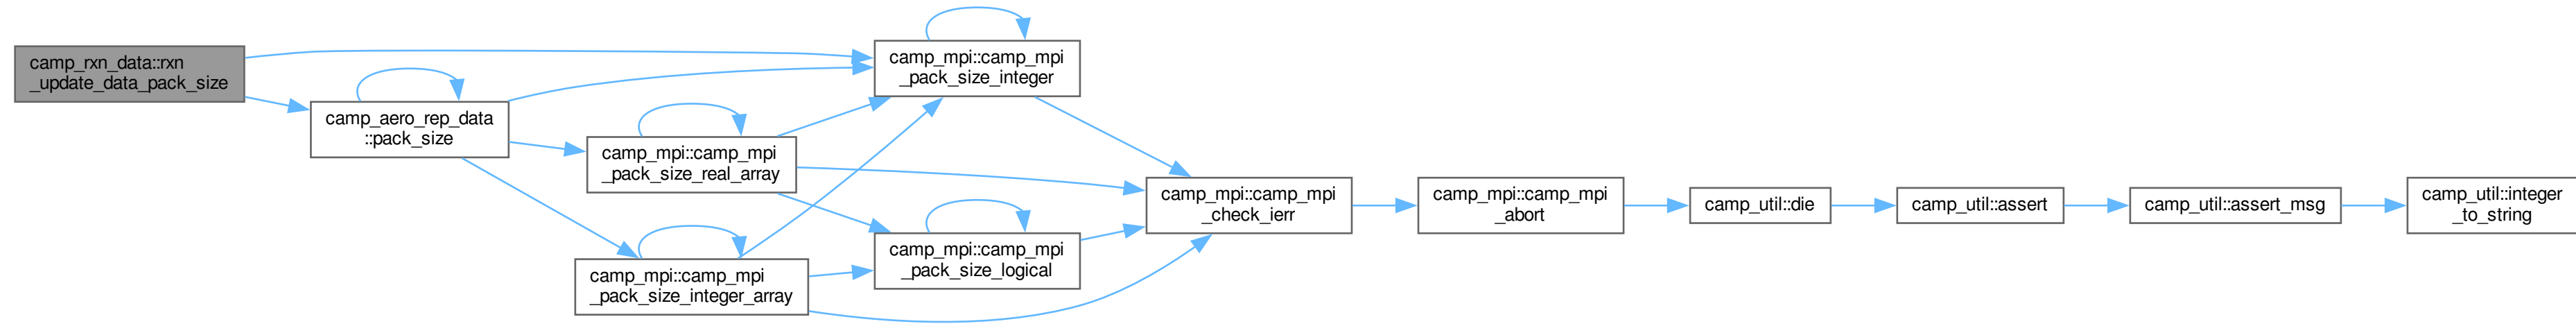 camp_rxn_data::rxn
_update_data_pack_size
camp_aero_rep_data
::pack_size
camp_mpi::camp_mpi
_pack_size_integer
camp_mpi::camp_mpi
_pack_size_real_array
camp_mpi::camp_mpi
_pack_size_logical
camp_mpi::camp_mpi
_pack_size_integer_array
camp_mpi::camp_mpi
_check_ierr
camp_mpi::camp_mpi
_abort
camp_util::die
camp_util::assert
camp_util::assert_msg
camp_util::integer
_to_string